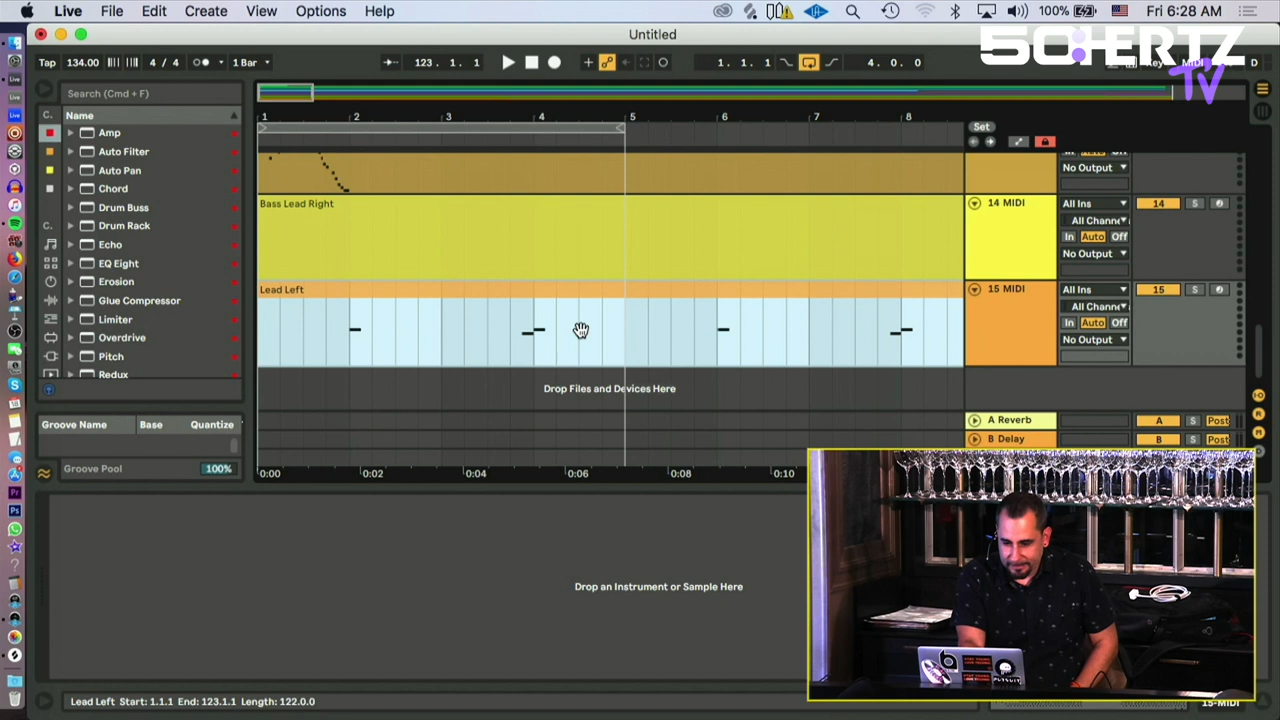 Live File Edit Create View Options Help
100% Fri 6:28 AM
Untitled
5OHERTZ TV
Tap 134.00 4 / 4 1 Bar
123. 1. 1
1. 1. 1
4. 0. 0
Key MIDI D
Search (Cmd + F)
C. Name
Amp
Auto Filter
Auto Pan
Chord
Drum Buss
C. Drum Rack
Echo
EQ Eight
Erosion
Glue Compressor
Limiter
Overdrive
Pitch
Redux
Groove Name Base Quantize
Groove Pool 100%
1 2 3 4 5 6 7 8
Set
No Output
Bass Lead Right
14 MIDI
All Ins 14 S
All Channe
In Auto Off
No Output
Lead Left
15 MIDI
All Ins 15 S
All Channe
In Auto Off
No Output
Drop Files and Devices Here
A Reverb A S Post
B Delay B S Post
0:00 0:02 0:04 0:06 0:08 0:10
Drop an Instrument or Sample Here
PURSUIT
Lead Left Start: 1.1.1 End: 123.1.1 Length: 122.0.0
15-MIDI